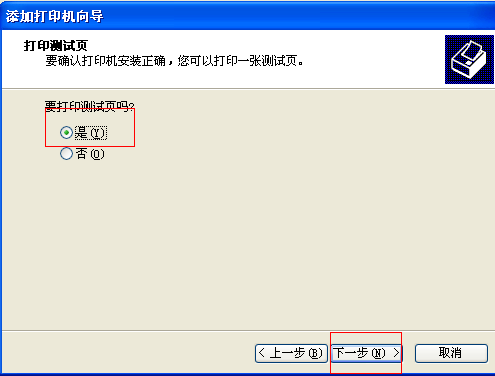 添加打印机向导
打印测试页
要确认打印机安装正确，您可以打印一张测试页。
要打印测试页吗?
是(Y)
否(O)
< 上一步(B)
下一步(N) >
取消